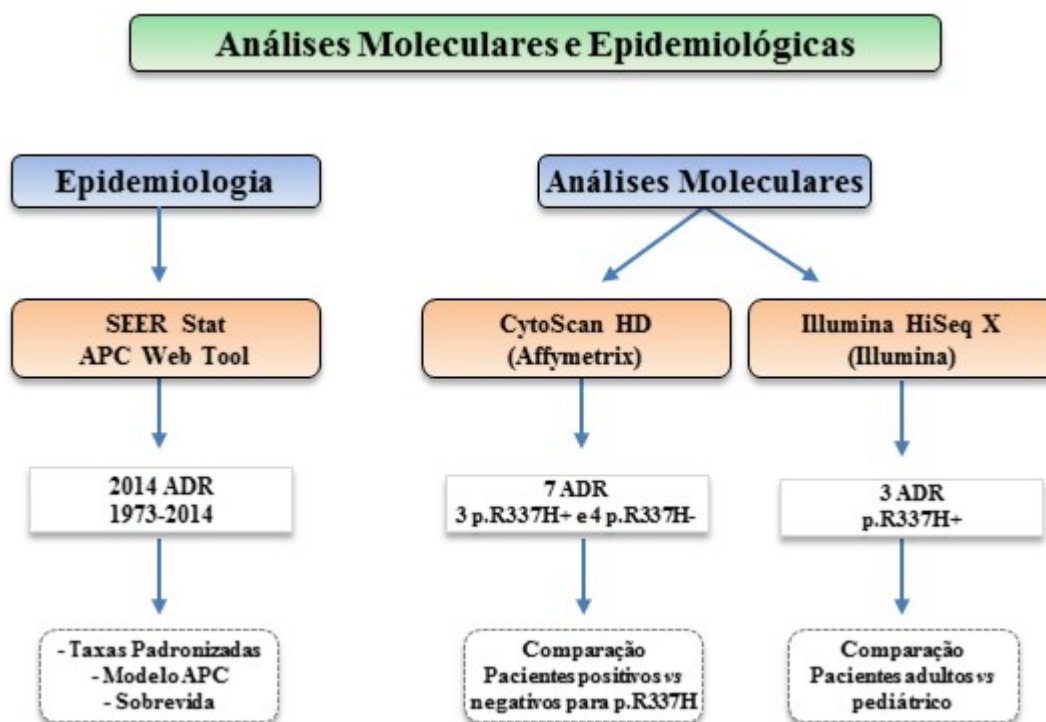 Análises Moleculares e Epidemiológicas
Epidemiologia
SEER Stat
APC Web Tool
2014 ADR
1973-2014
- Taxas Padronizadas
- Modelo APC
- Sobrevida
Análises Moleculares
CytoScan HD
(Affymetrix)
7 ADR
3 p.R337H+ e 4 p.R337H-
Comparação
Pacientes positivos vs
negativos para p.R337H
Illumina HiSeq X
(Illumina)
3 ADR
p.R337H+
Comparação
Pacientes adultos vs
pediátrico